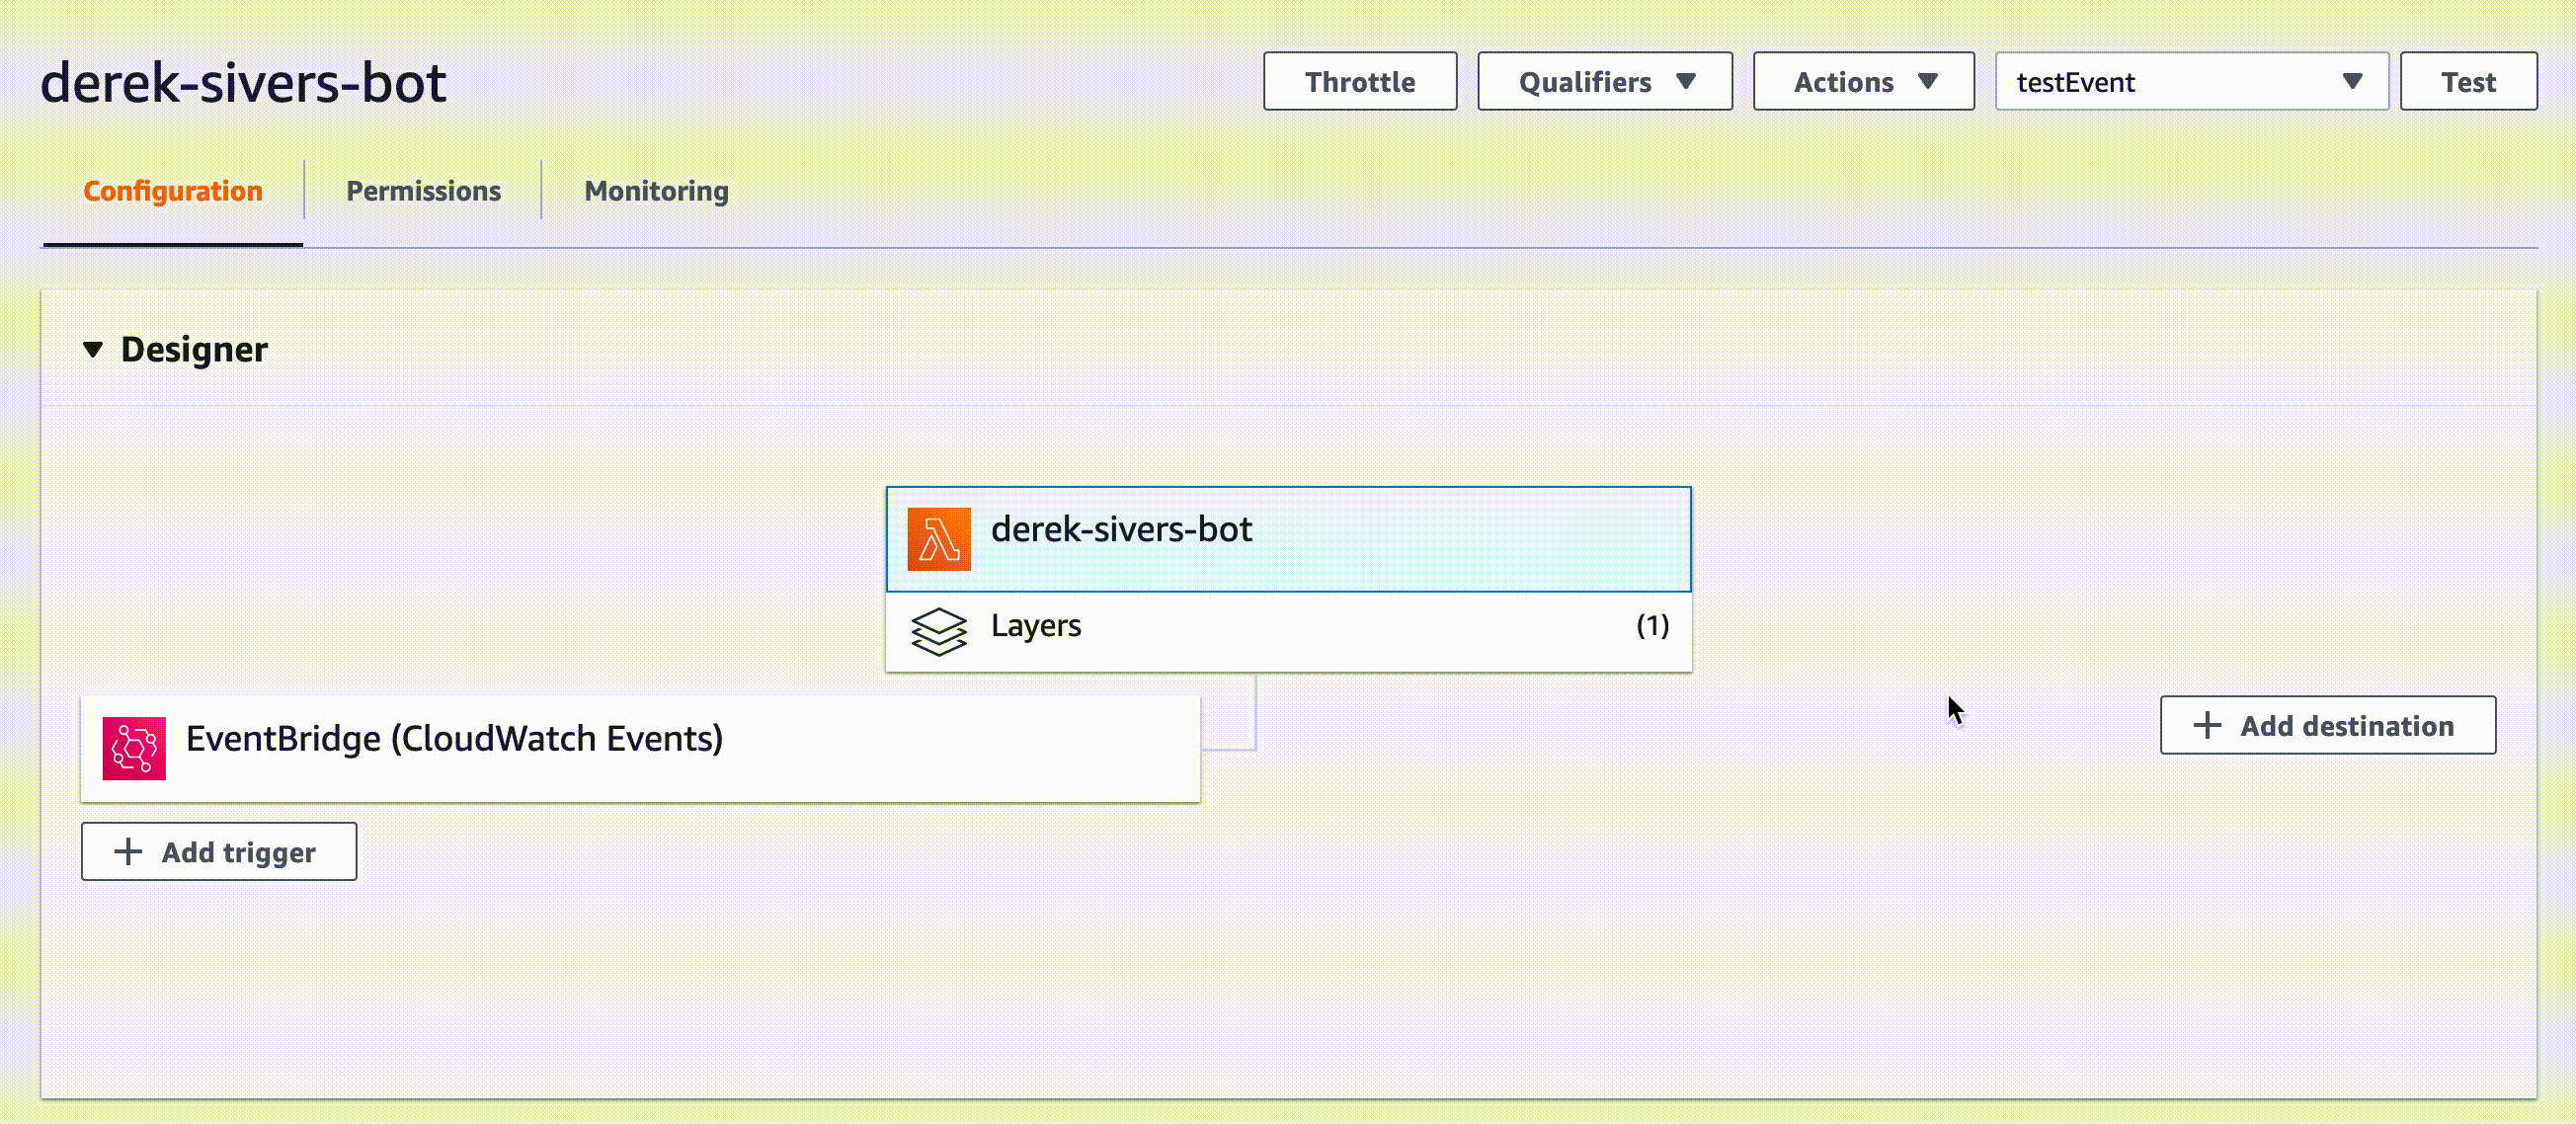 derek-sivers-bot
Throttle
Qualifiers
Actions
testEvent
Test
Configuration
Permissions
Monitoring
Designer
derek-sivers-bot
Layers
(1)
EventBridge (CloudWatch Events)
Add destination
Add trigger